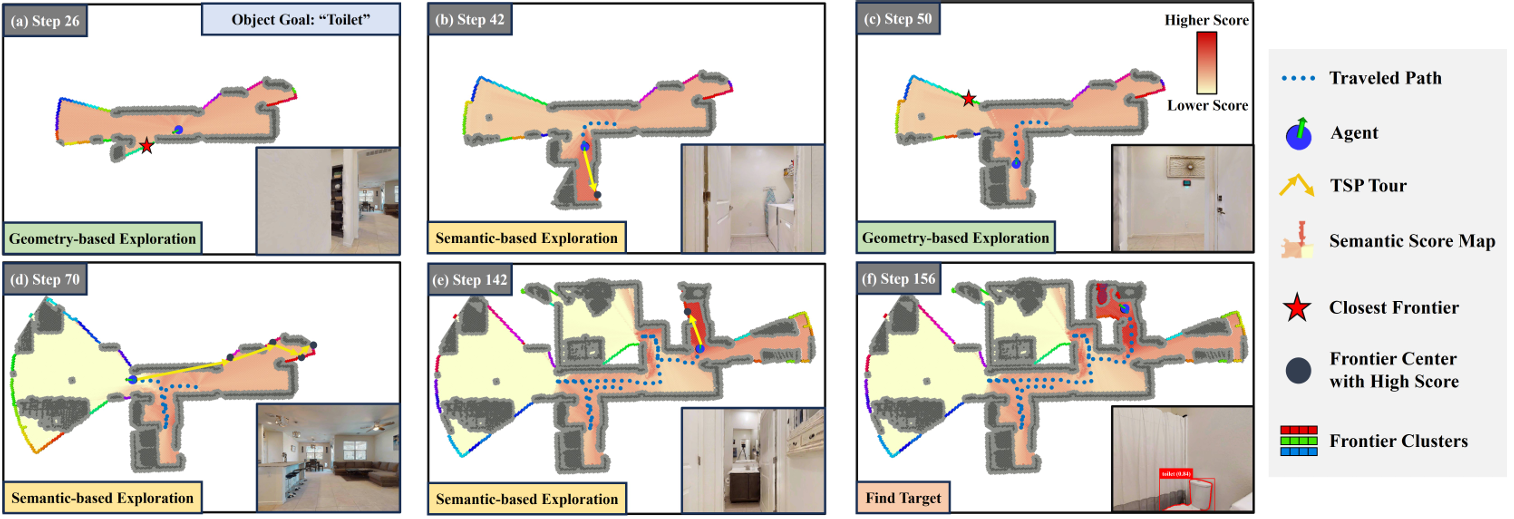 (a) Step 26
Object Goal: “Toilet”
Geometry-based Exploration
(b) Step 42
Semantic-based Exploration
(c) Step 50
Higher Score
Lower Score
Geometry-based Exploration
(d) Step 70
Semantic-based Exploration
(e) Step 142
Semantic-based Exploration
(f) Step 156
toilet (0.84)
Find Target
Traveled Path
Agent
TSP Tour
Semantic Score Map
Closest Frontier
Frontier Center
with High Score
Frontier Clusters